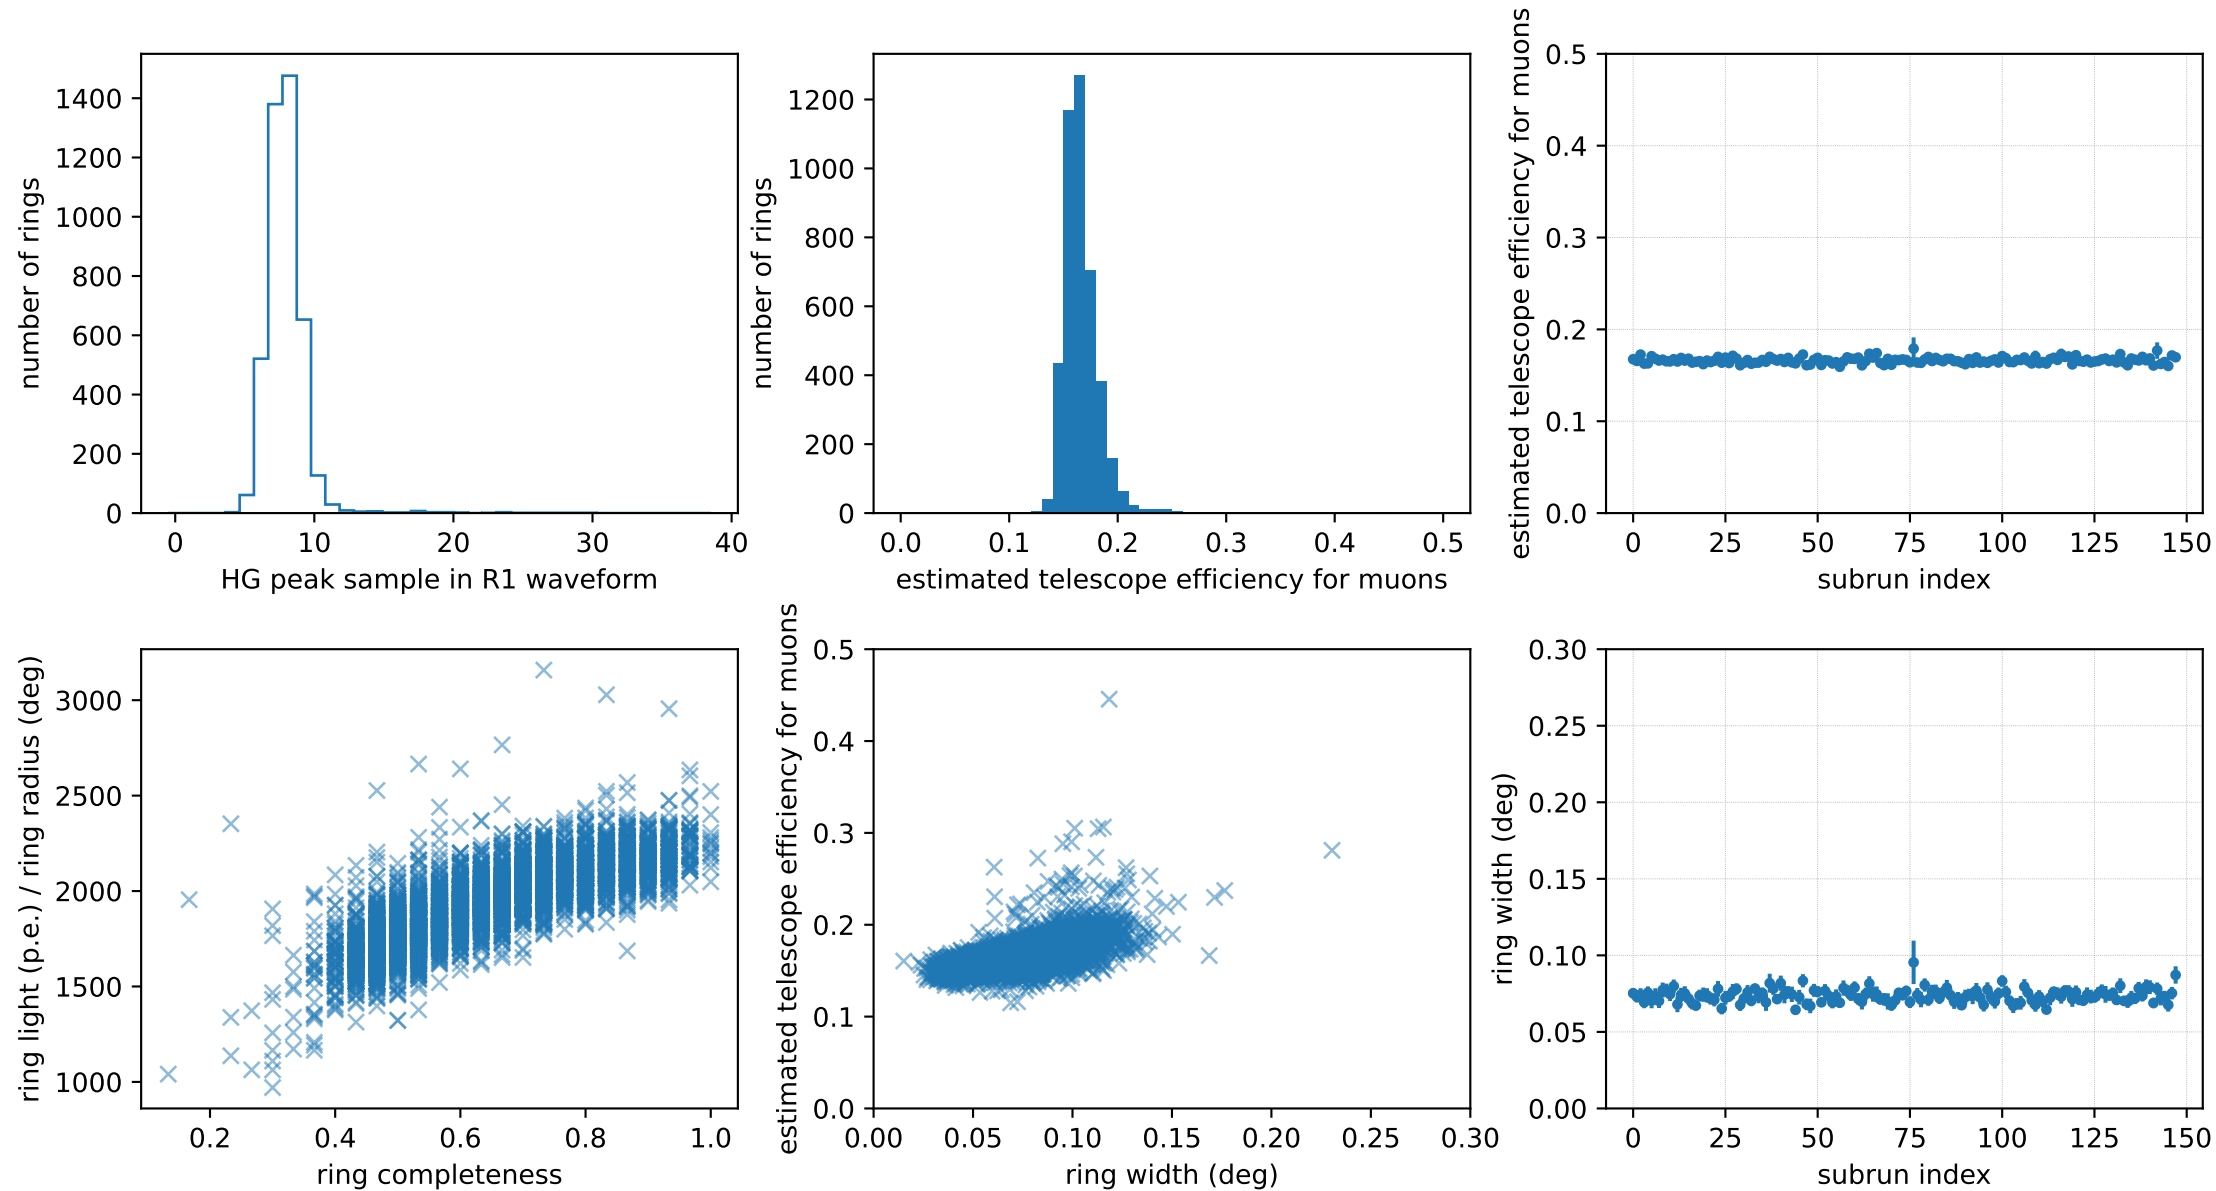 number of rings
1400
1200
1000
800
600
400
200
0
0 10 20 30 40
HG peak sample in R1 waveform
number of rings
1200
1000
800
600
400
200
0
0.0 0.1 0.2 0.3 0.4 0.5
estimated telescope efficiency for muons
estimated telescope efficiency for muons
0.5
0.4
0.3
0.2
0.1
0.0
0 25 50 75 100 125 150
subrun index
ring light (p.e.) / ring radius (deg)
3000
2500
2000
1500
1000
0.2 0.4 0.6 0.8 1.0
ring completeness
estimated telescope efficiency for muons
0.5
0.4
0.3
0.2
0.1
0.0
0.00 0.05 0.10 0.15 0.20 0.25 0.30
ring width (deg)
ring width (deg)
0.30
0.25
0.20
0.15
0.10
0.05
0.00
0 25 50 75 100 125 150
subrun index